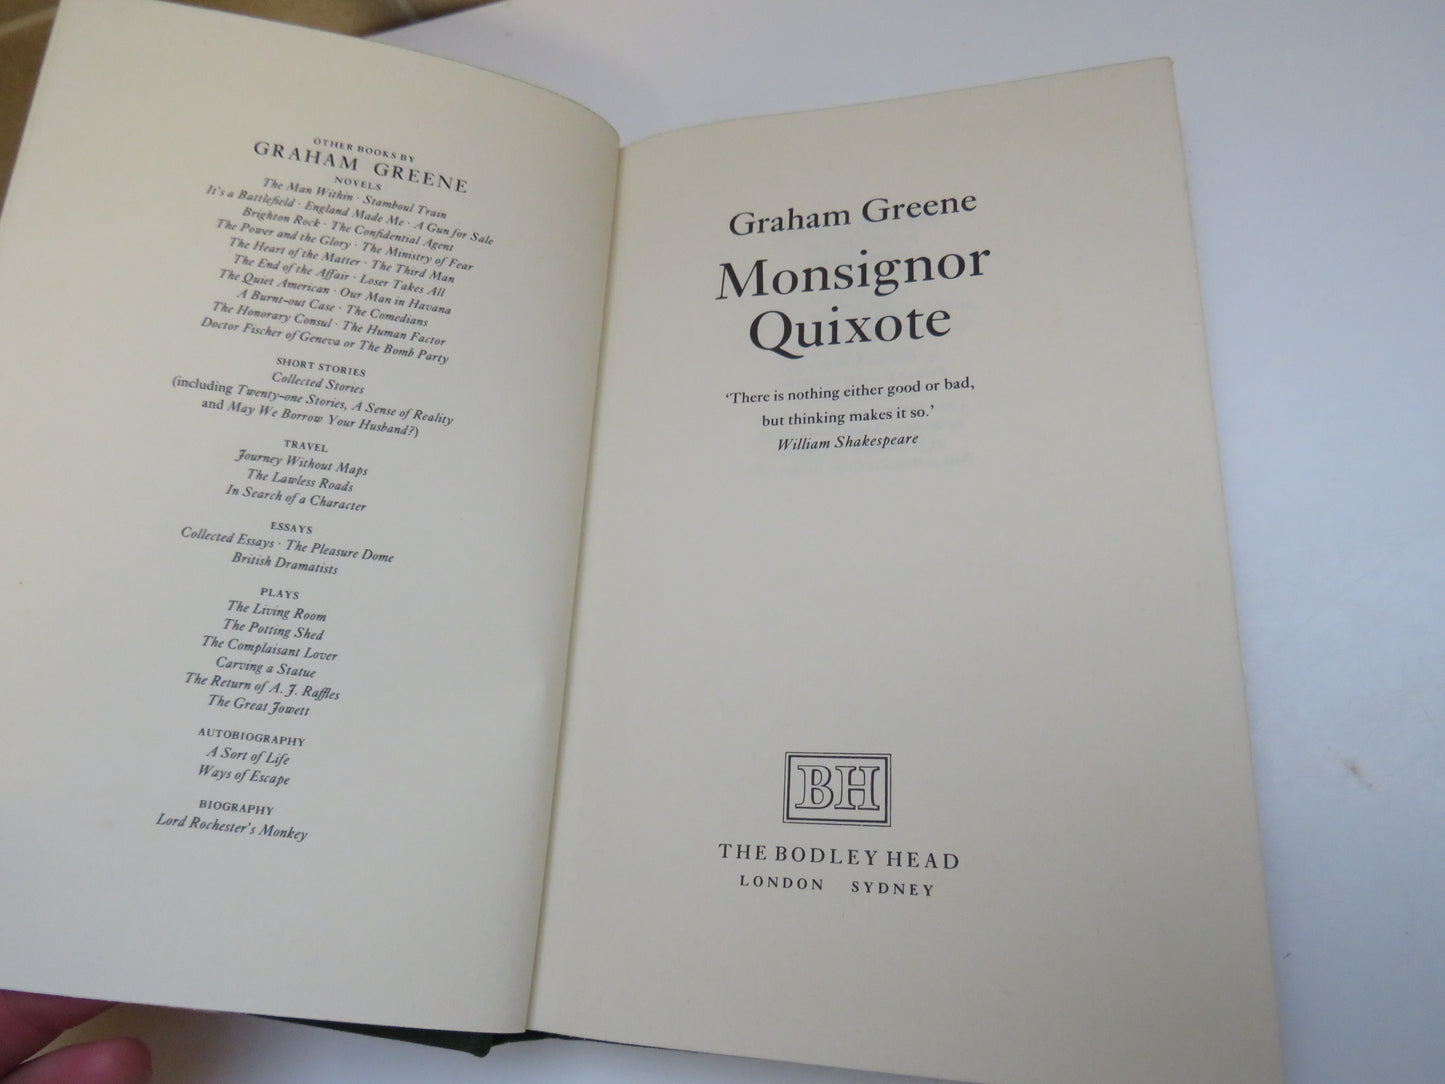 OTHER BOOKS BY
GRAHAM GREENE
NOVELS
The Man Within · Stamboul Train
It's a Battlefield · England Made Me · A Gun for Sale
Brighton Rock · The Confidential Agent
The Power and the Glory · The Ministry of Fear
The Heart of the Matter · The Third Man
The End of the Affair · Loser Takes All
The Quiet American · Our Man in Havana
A Burnt-out Case · The Comedians
The Honorary Consul · The Human Factor
Doctor Fischer of Geneva or The Bomb Party
SHORT STORIES
Collected Stories
(including Twenty-one Stories, A Sense of Reality
and May We Borrow Your Husband?)
TRAVEL
Journey Without Maps
The Lawless Roads
In Search of a Character
ESSAYS
Collected Essays · The Pleasure Dome
British Dramatists
PLAYS
The Living Room
The Potting Shed
The Complaisant Lover
Carving a Statue
The Return of A. J. Raffles
The Great Jowett
AUTOBIOGRAPHY
A Sort of Life
Ways of Escape
BIOGRAPHY
Lord Rochester's Monkey
Graham Greene
Monsignor
Quixote
‘There is nothing either good or bad,
but thinking makes it so.’
William Shakespeare
BH
THE BODLEY HEAD
LONDON SYDNEY